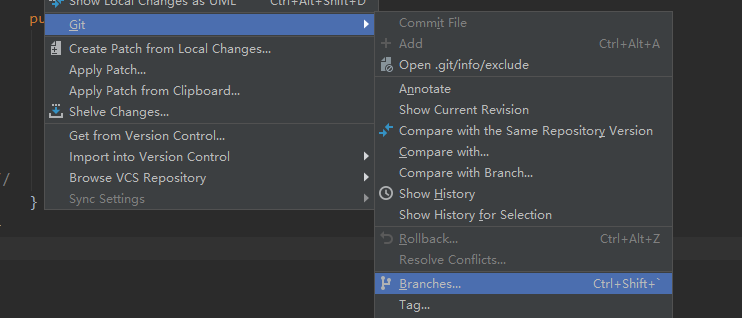 Show Local Changes as UML Ctrl+Alt+Shift+D
pu
Git
Create Patch from Local Changes...
Apply Patch...
Apply Patch from Clipboard...
Shelve Changes...
Get from Version Control...
Import into Version Control
Browse VCS Repository
Sync Settings
//
}
Commit File
Add Ctrl+Alt+A
Open .git/info/exclude
Annotate
Show Current Revision
Compare with the Same Repository Version
Compare with...
Compare with Branch...
Show History
Show History for Selection
Rollback... Ctrl+Alt+Z
Resolve Conflicts...
Branches... Ctrl+Shift+`
Tag...